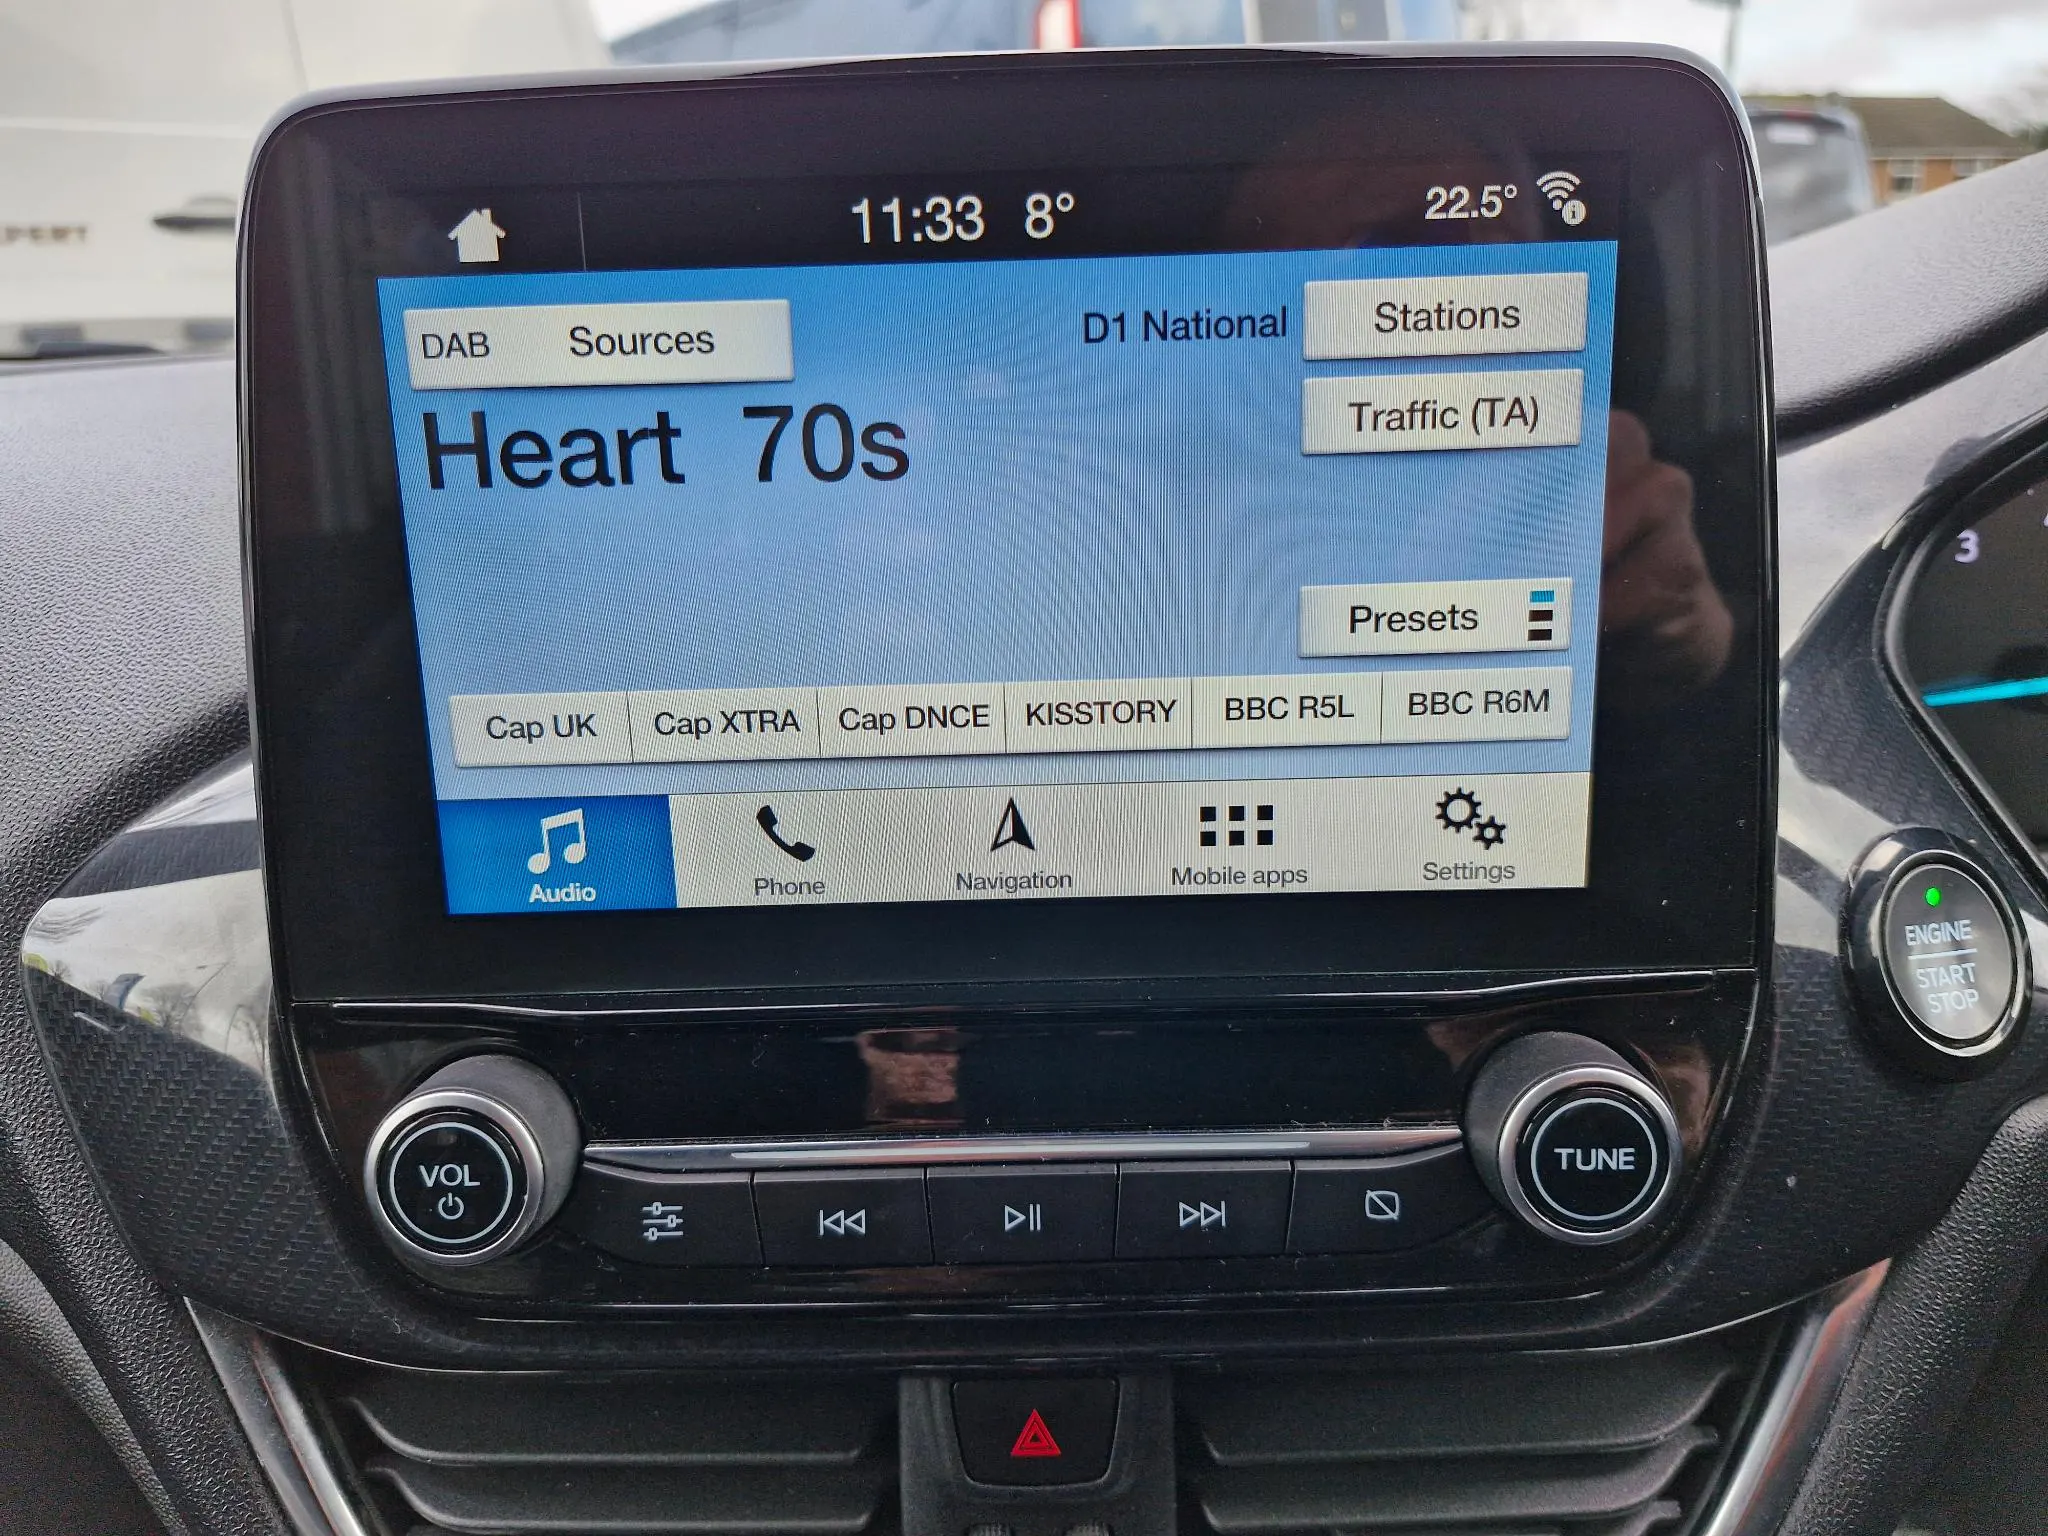 11:33 8° 22.5°
DAB Sources D1 National Stations
Heart 70s Traffic (TA)
Presets
Cap UK Cap XTRA Cap DNCE KISSTORY BBC R5L BBC R6M
Audio Phone Navigation Mobile apps Settings
3
ENGINE
START
STOP
VOL
TUNE